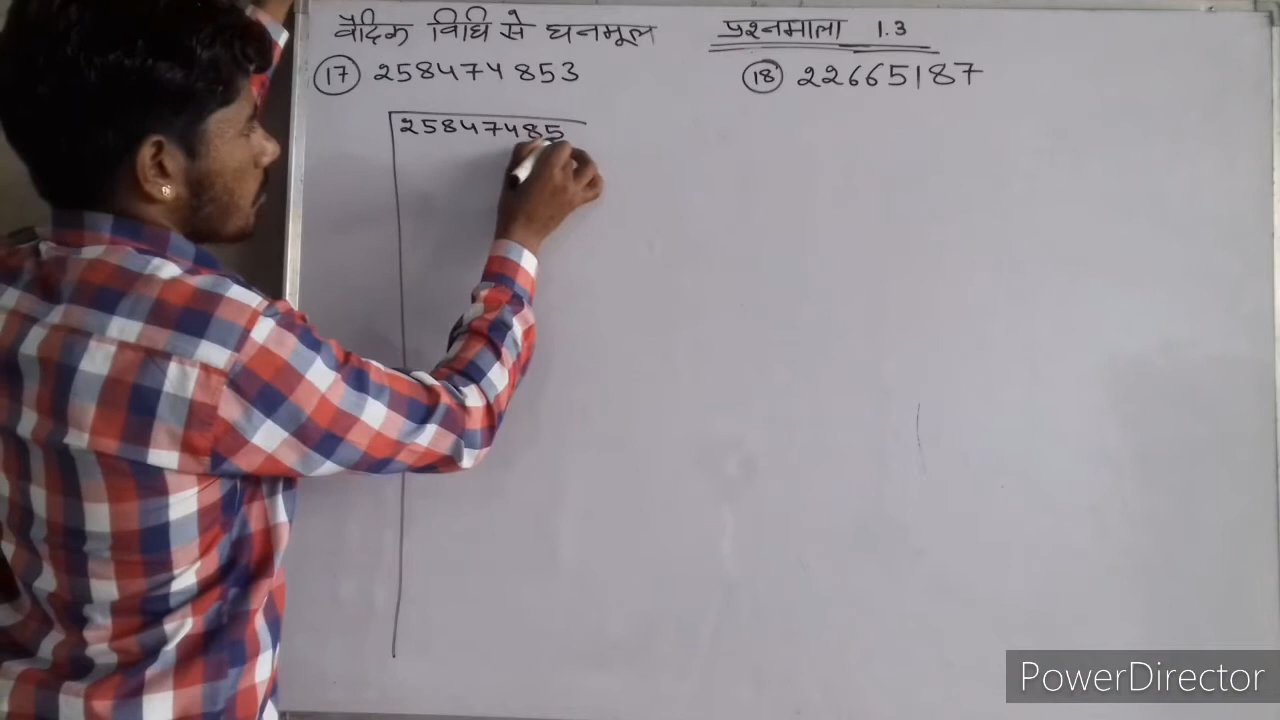 वैदिक विधि से घनमूल
प्रश्नमाला 1.3
17 258474853
18 22665187
25847485
PowerDirector